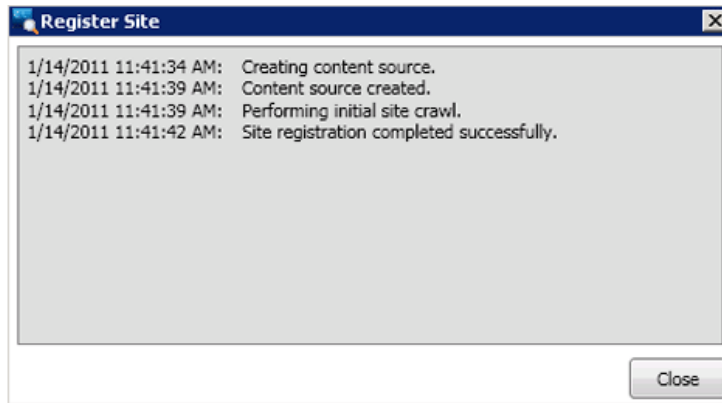 Register Site
1/14/2011 11:41:34 AM: Creating content source.
1/14/2011 11:41:39 AM: Content source created.
1/14/2011 11:41:39 AM: Performing initial site crawl.
1/14/2011 11:41:42 AM: Site registration completed successfully.
Close